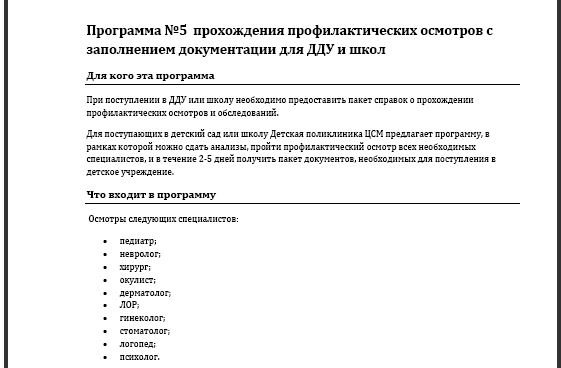 Программа №5  прохождения профилактических осмотров с
заполнением документации для ДДУ и школ
Для кого эта программа
При поступлении в ДДУ или школу необходимо предоставить пакет справок о прохождении
профилактических осмотров и обследований.
Для поступающих в детский сад или школу Детская поликлиника ЦСМ предлагает программу, в
рамках которой можно сдать анализы, пройти профилактический осмотр всех необходимых
специалистов, и в течение 2-5 дней получить пакет документов, необходимых для поступления в
детское учреждение.
Что входит в программу
Осмотры следующих специалистов:
• педиатр;
• невролог;
• хирург;
• окулист;
• дерматолог;
• ЛОР;
• гинеколог;
• стоматолог;
• логопед;
• психолог.